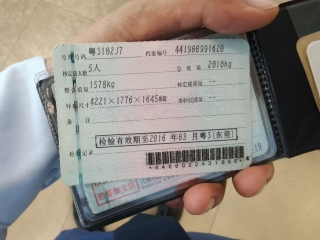 号牌号码 粤S102J7 档案编号 441900991620
核定载人数 5人 总质量 2010kg
整备质量 1578kg 核定载质量 --
外廓尺寸 4221×1776×1645mm 准牵引总质量 --
备注
检验有效期至2016年03月粤S(东莞)
检验记录